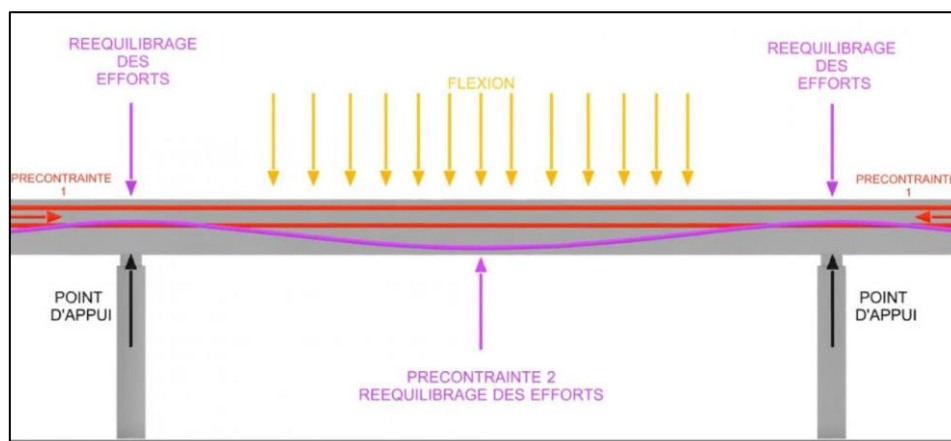 REEQUILIBRAGE
DES
EFFORTS
REEQUILIBRAGE
DES
EFFORTS
FLEXION
PRECONTRAINTE
1
PRECONTRAINTE
1
POINT
D'APPUI
POINT
D'APPUI
PRECONTRAINTE 2
REEQUILIBRAGE DES EFFORTS